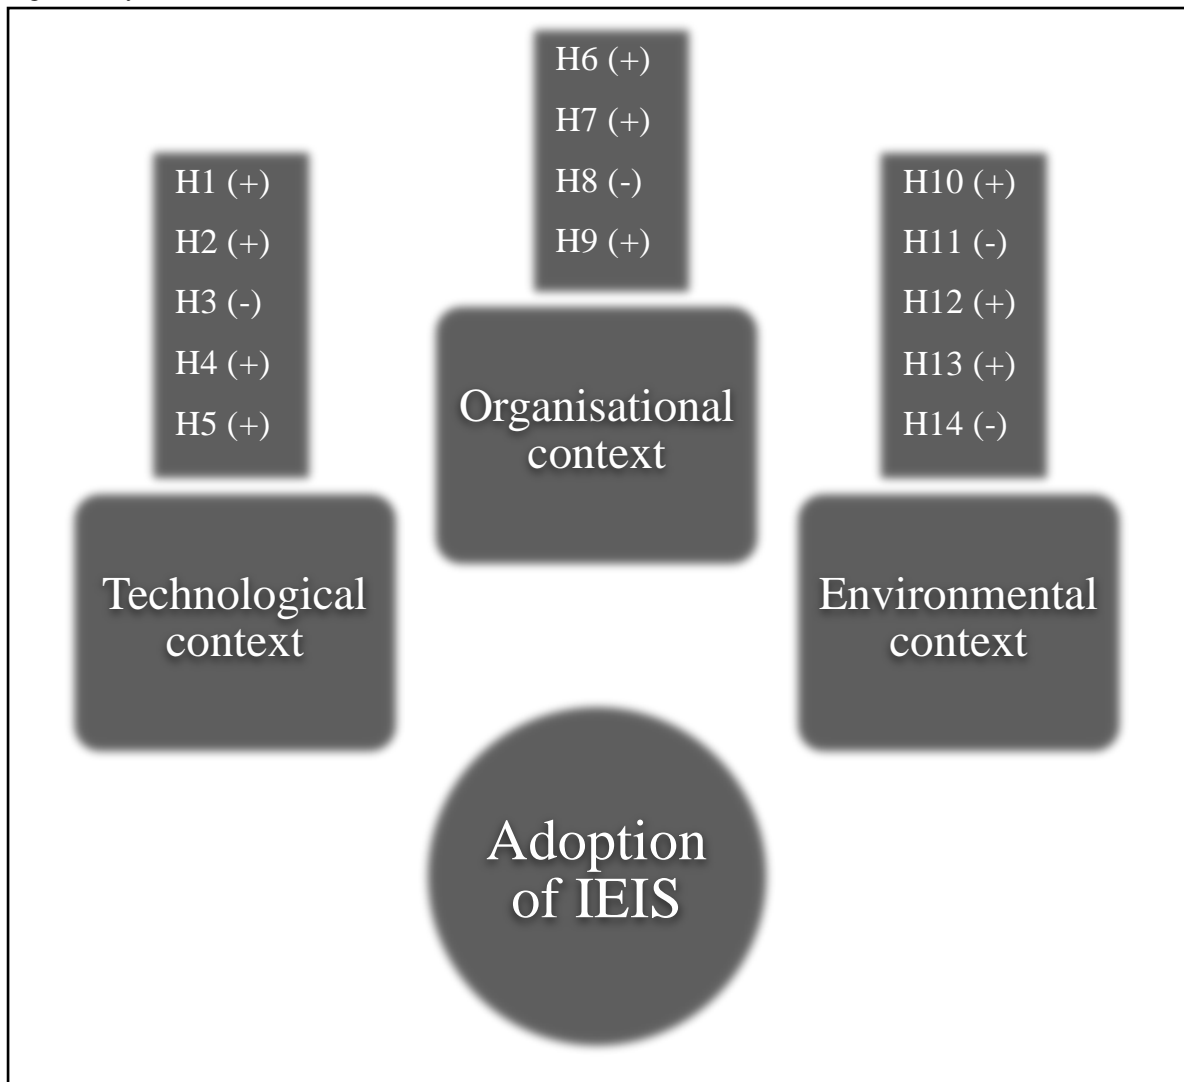 H6 (+)
H7 (+)
H8 (-)
H9 (+)
H1 (+)
H2 (+)
H3 (-)
H4 (+)
H5 (+)
H10 (+)
H11 (-)
H12 (+)
H13 (+)
H14 (-)
Organisational
context
Technological
context
Environmental
context
Adoption
of IEIS